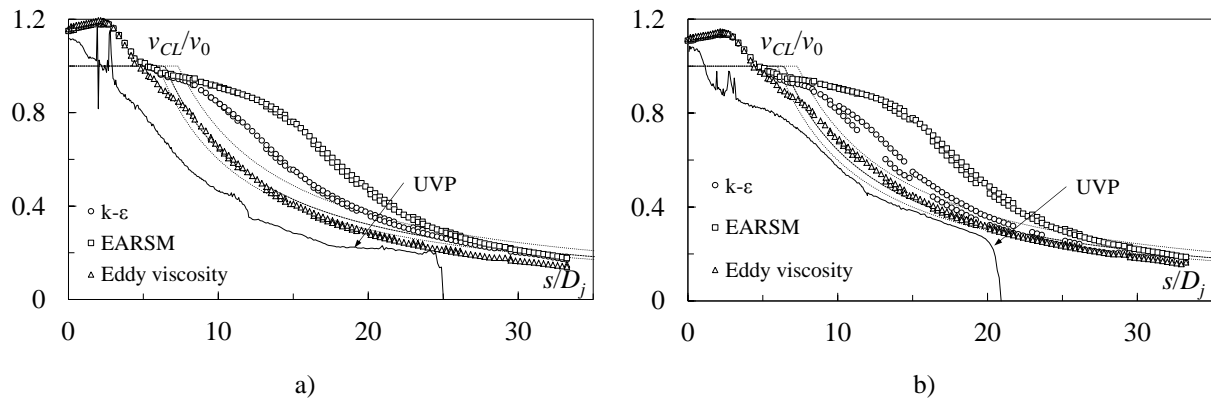 1.2
v_CL/v_0
0.8
UVP
0.4
k-ε
EARSM
Eddy viscosity
s/D_j
0
0 10 20 30
a)
1.2
v_CL/v_0
0.8
UVP
0.4
k-ε
EARSM
Eddy viscosity
s/D_j
0
0 10 20 30
b)